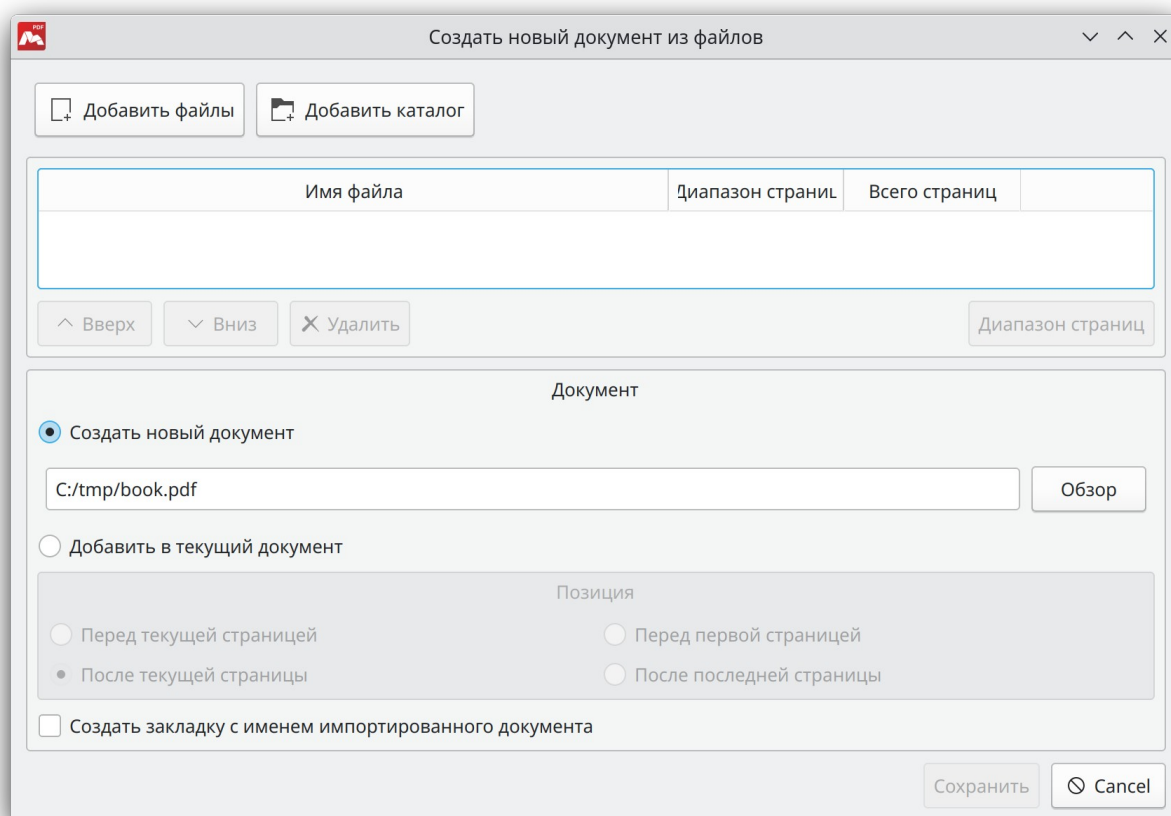 PDF
Создать новый документ из файлов
Добавить файлы
Добавить каталог
Имя файла
Диапазон страниц
Всего страниц
Вверх
Вниз
Удалить
Диапазон страниц
Документ
Создать новый документ
C:/tmp/book.pdf
Обзор
Добавить в текущий документ
Позиция
Перед текущей страницей
Перед первой страницей
После текущей страницы
После последней страницы
Создать закладку с именем импортированного документа
Сохранить
Cancel